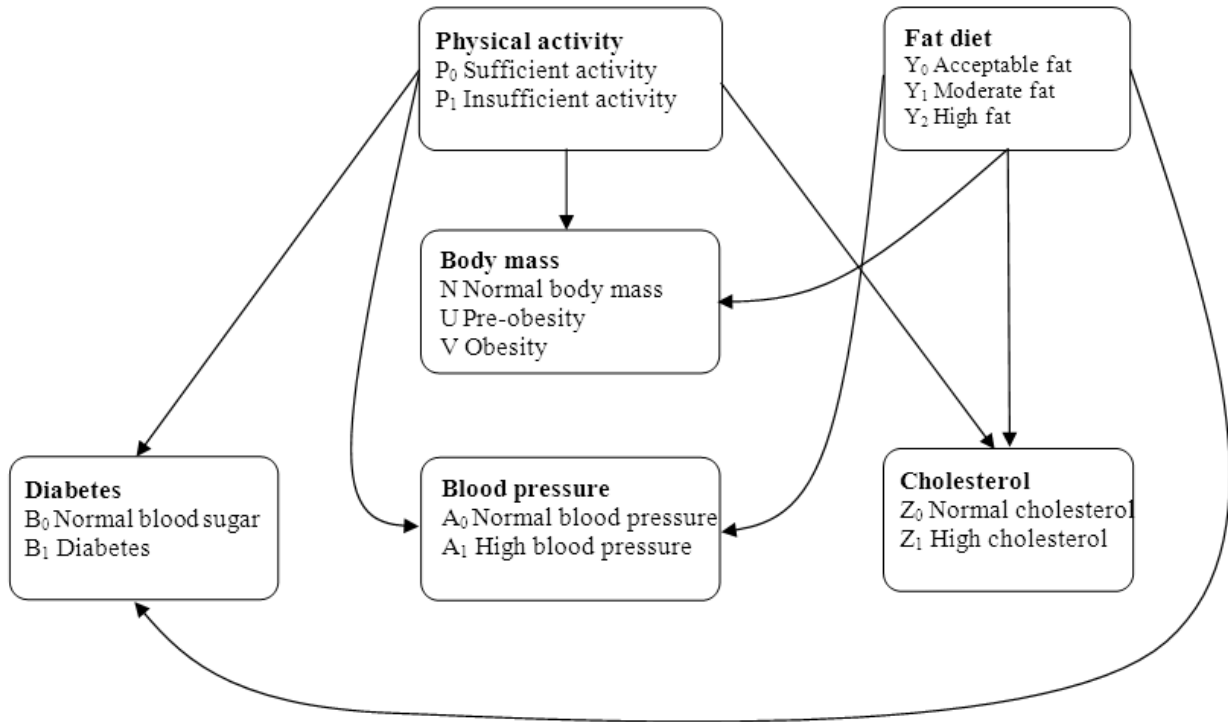 Physical activity
P₀ Sufficient activity
P₁ Insufficient activity
Fat diet
Y₀ Acceptable fat
Y₁ Moderate fat
Y₂ High fat
Body mass
N Normal body mass
U Pre-obesity
V Obesity
Diabetes
B₀ Normal blood sugar
B₁ Diabetes
Blood pressure
A₀ Normal blood pressure
A₁ High blood pressure
Cholesterol
Z₀ Normal cholesterol
Z₁ High cholesterol